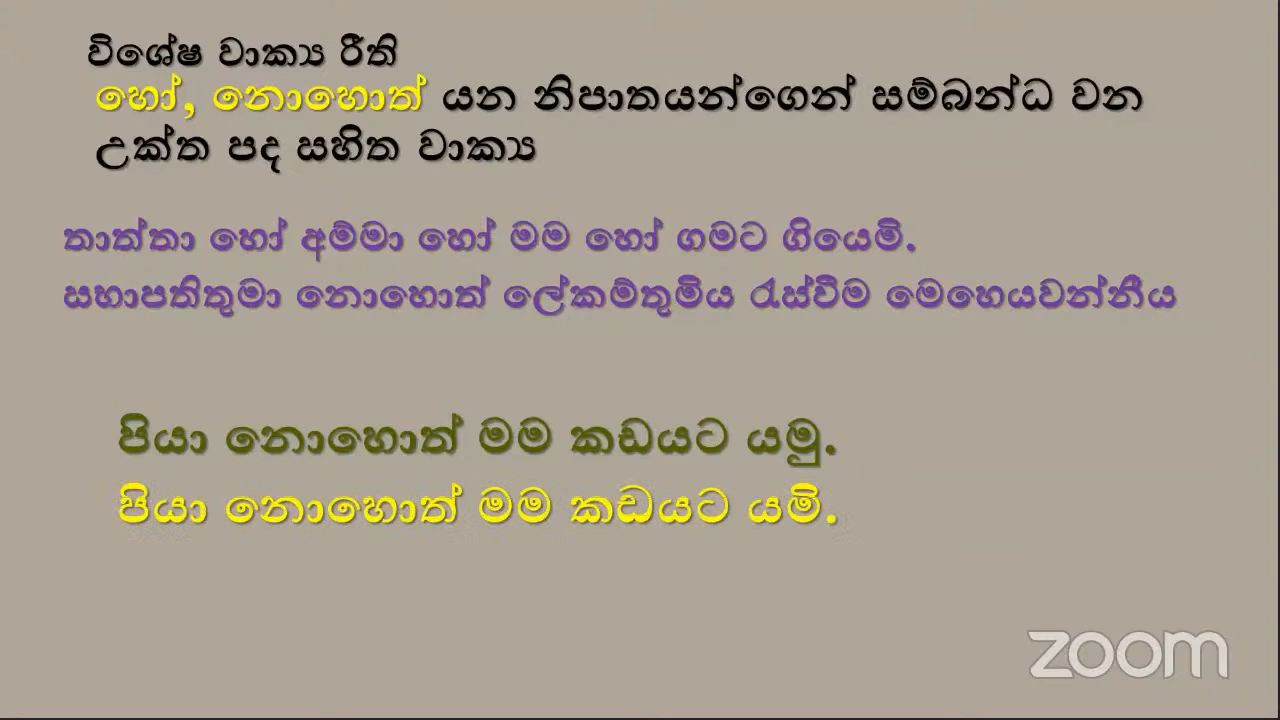 විශේෂ වාක්‍ය රීති
හෝ, නොහොත් යන නිපාතයන්ගෙන් සම්බන්ධ වන
උක්ත පද සහිත වාක්‍ය
තාත්තා හෝ අම්මා හෝ මම හෝ ගමට ගියෙමි.
සභාපතිතුමා නොහොත් ලේකම්තුමිය රැස්වීම මෙහෙයවන්නීය
පියා නොහොත් මම කඩයට යමු.
පියා නොහොත් මම කඩයට යමි.
zoom